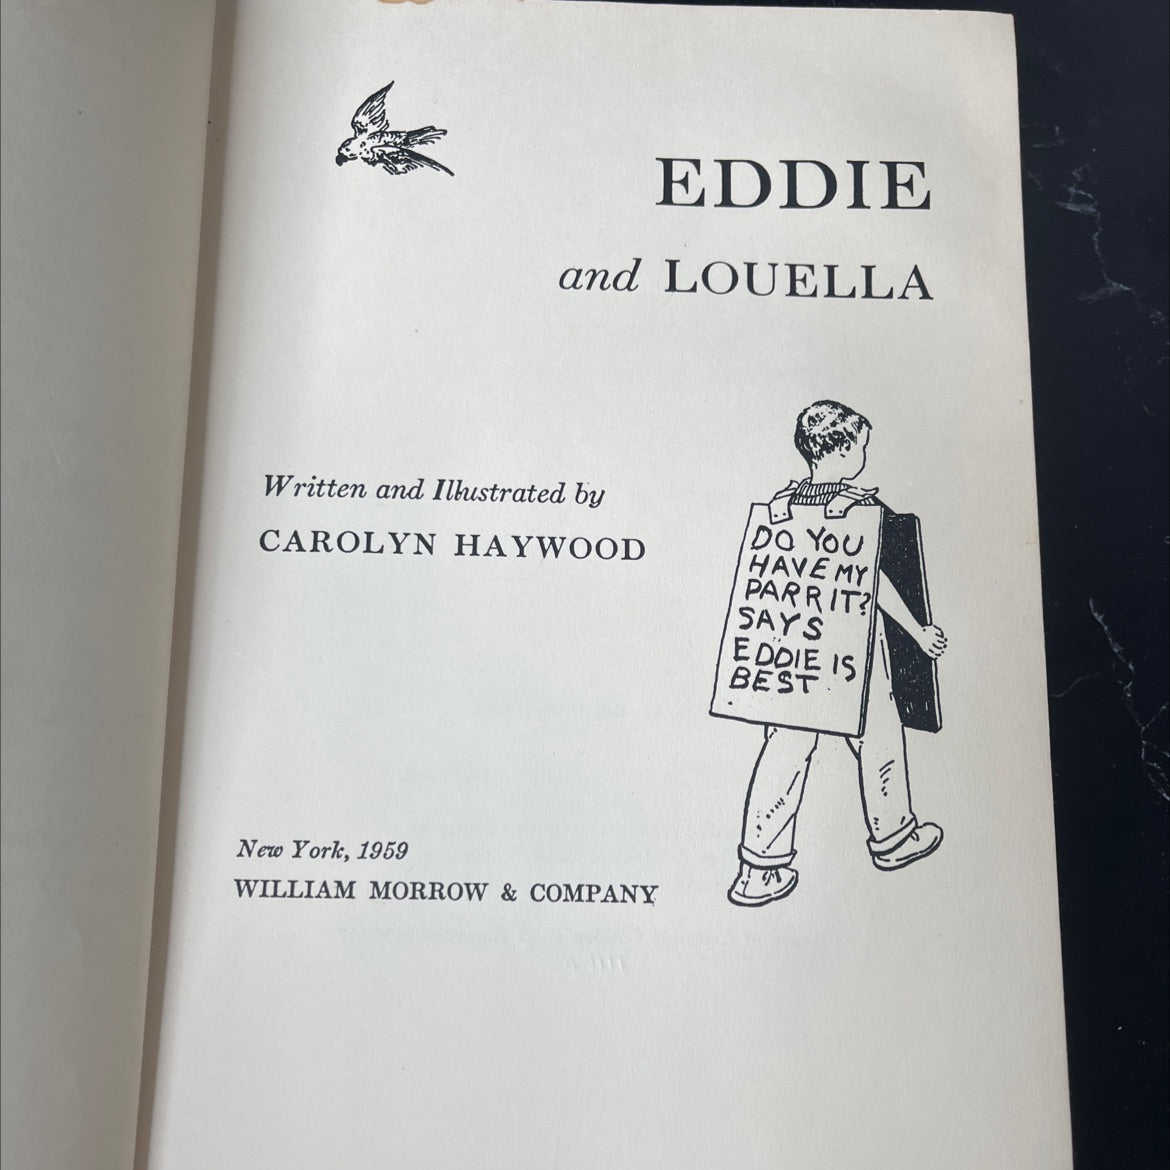 EDDIE
and LOUELLA
Written and Illustrated by
CAROLYN HAYWOOD
DO YOU
HAVE MY
PARRIT?
SAYS
EDDIE IS
BEST
New York, 1959
WILLIAM MORROW & COMPANY